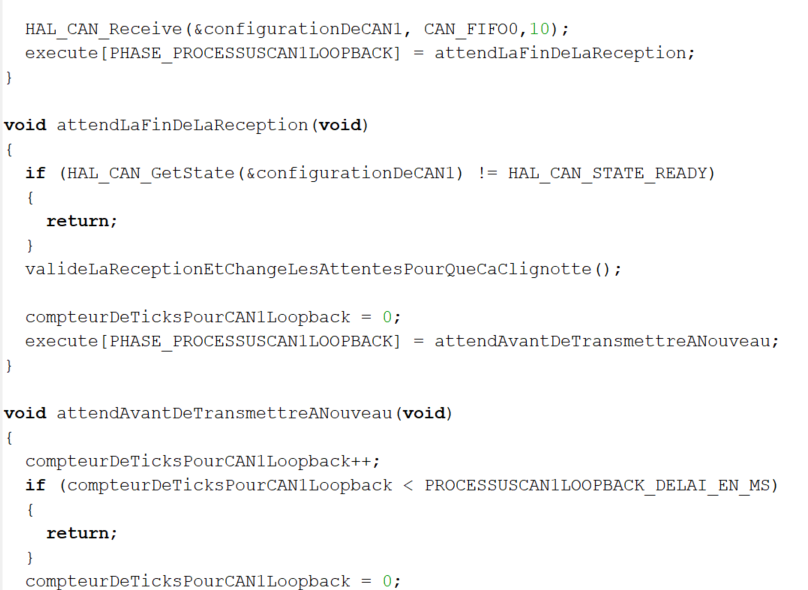 HAL_CAN_Receive(&configurationDeCAN1, CAN_FIFO0,10);
execute[PHASE_PROCESSUSCAN1LOOPBACK] = attendLaFinDeLaReception;
}
void attendLaFinDeLaReception(void)
{
if (HAL_CAN_GetState(&configurationDeCAN1) != HAL_CAN_STATE_READY)
{
return;
}
valideLaReceptionEtChangeLesAttentesPourQueCaClignotte();
compteurDeTicksPourCAN1Loopback = 0;
execute[PHASE_PROCESSUSCAN1LOOPBACK] = attendAvantDeTransmettreANouveau;
}
void attendAvantDeTransmettreANouveau(void)
{
compteurDeTicksPourCAN1Loopback++;
if (compteurDeTicksPourCAN1Loopback < PROCESSUSCAN1LOOPBACK_DELAI_EN_MS)
{
return;
}
compteurDeTicksPourCAN1Loopback = 0;